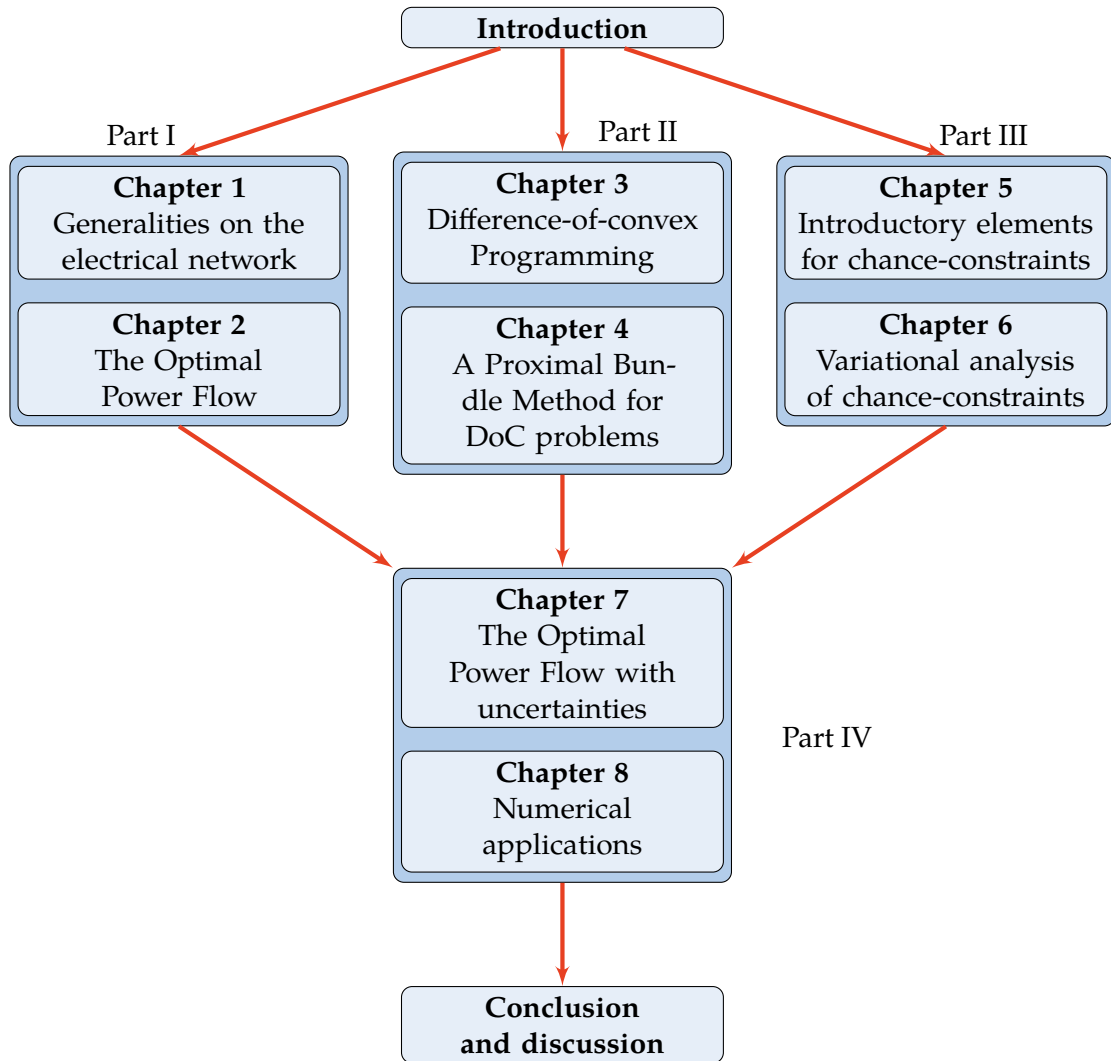 Introduction
Part I
Part II
Part III
Chapter 1
Generalities on the
electrical network
Chapter 2
The Optimal
Power Flow
Chapter 3
Difference-of-convex
Programming
Chapter 4
A Proximal Bun-
dle Method for
DoC problems
Chapter 5
Introductory elements
for chance-constraints
Chapter 6
Variational analysis
of chance-constraints
Chapter 7
The Optimal
Power Flow with
uncertainties
Chapter 8
Numerical
applications
Part IV
Conclusion
and discussion